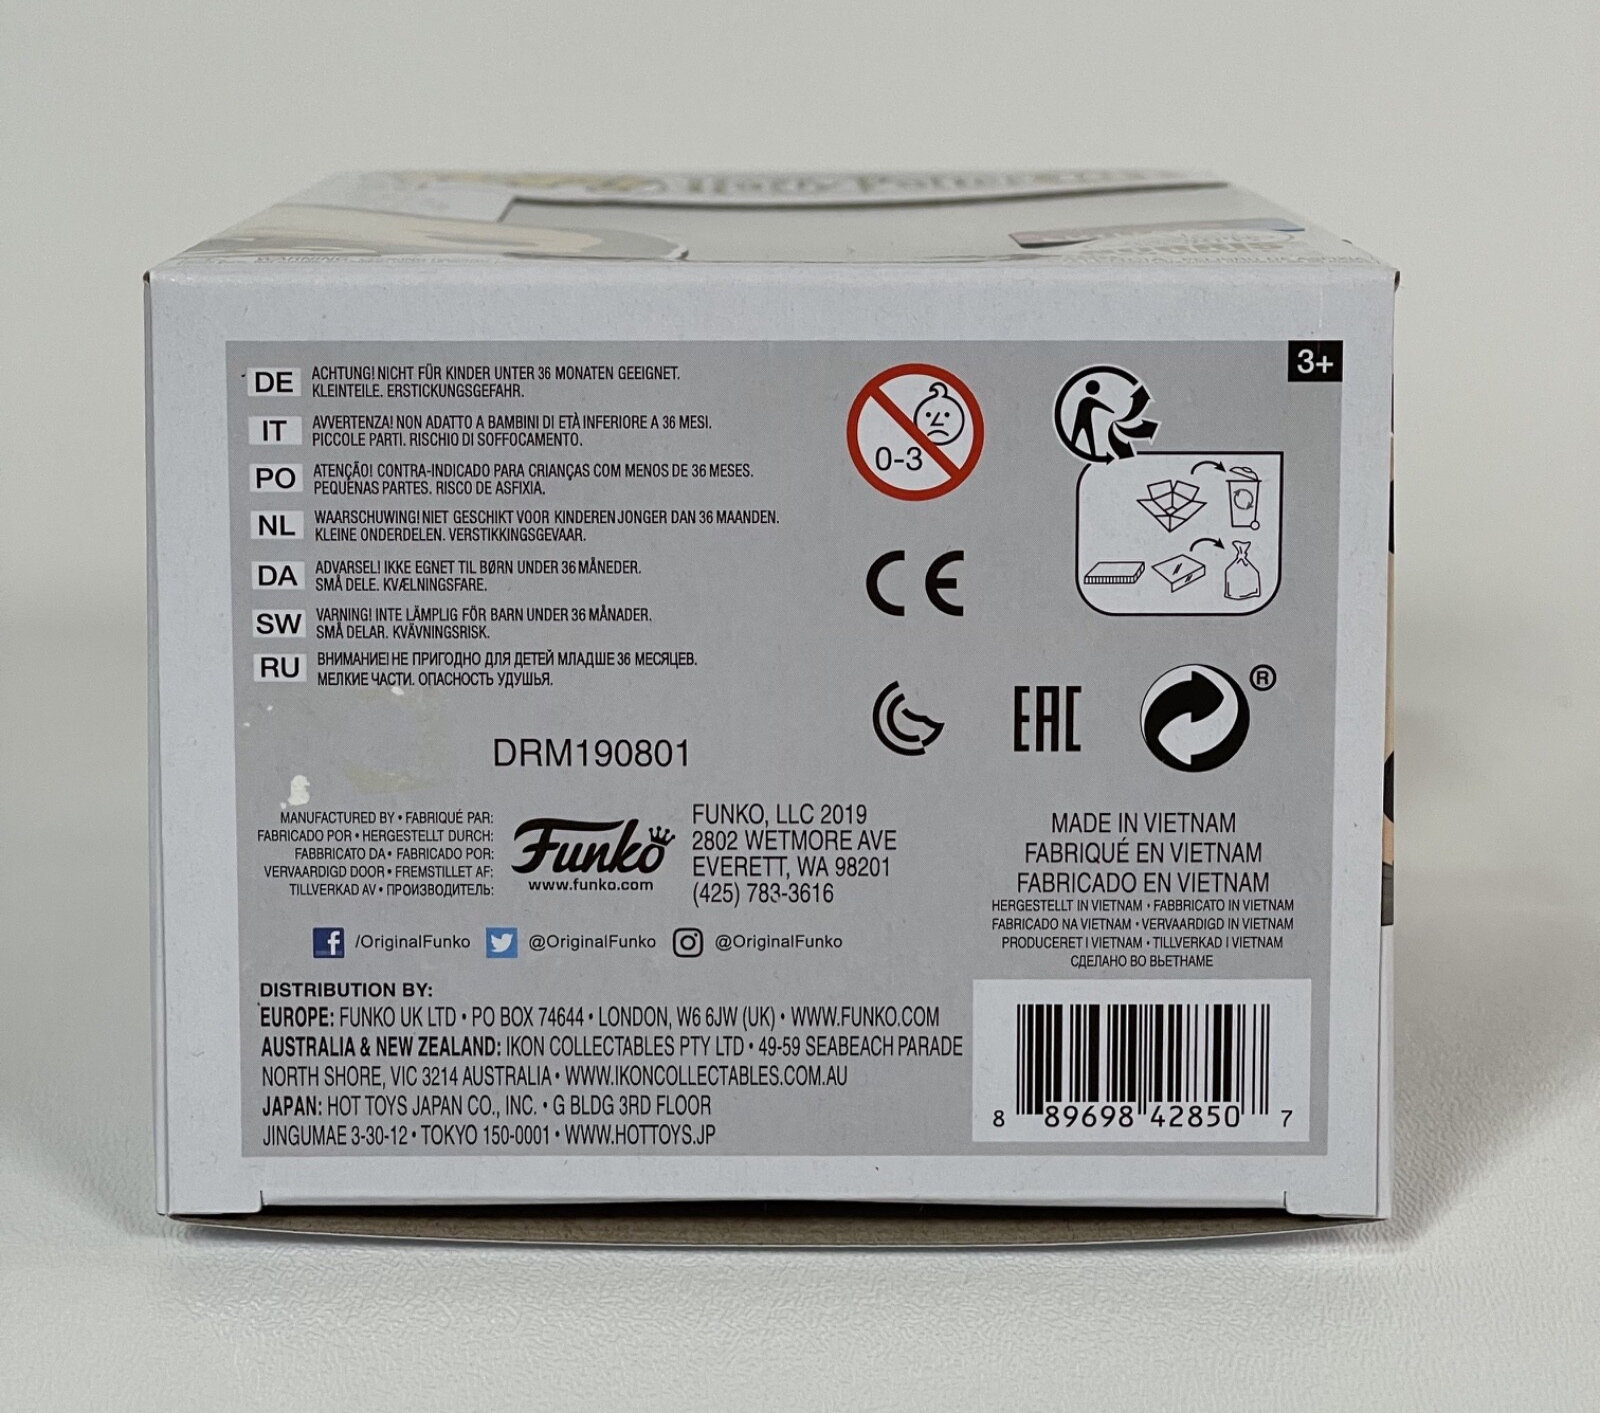 Harry Potter
3+
DE ACHTUNG! NICHT FÜR KINDER UNTER 36 MONATEN GEEIGNET.
KLEINTEILE. ERSTICKUNGSGEFAHR.
IT AVVERTENZA! NON ADATTO A BAMBINI DI ETÀ INFERIORE A 36 MESI.
PICCOLE PARTI. RISCHIO DI SOFFOCAMENTO.
PO ATENÇÃO! CONTRA-INDICADO PARA CRIANÇAS COM MENOS DE 36 MESES.
PEQUENAS PARTES. RISCO DE ASFIXIA.
NL WAARSCHUWING! NIET GESCHIKT VOOR KINDEREN JONGER DAN 36 MAANDEN.
KLEINE ONDERDELEN. VERSTIKKINGSGEVAAR.
DA ADVARSEL! IKKE EGNET TIL BØRN UNDER 36 MÅNEDER.
SMÅ DELE. KVÆLNINGSFARE.
SW VARNING! INTE LÄMPLIG FÖR BARN UNDER 36 MÅNADER.
SMÅ DELAR. KVÄVNINGSRISK.
RU ВНИМАНИЕ! НЕ ПРИГОДНО ДЛЯ ДЕТЕЙ МЛАДШЕ 36 МЕСЯЦЕВ.
МЕЛКИЕ ЧАСТИ. ОПАСНОСТЬ УДУШЬЯ.
0-3
CE
EAC
®
DRM190801
MANUFACTURED BY • FABRIQUÉ PAR:
FABRICADO POR • HERGESTELLT DURCH:
FABBRICATO DA • FABRICADO POR:
VERVAARDIGD DOOR • FREMSTILLET AF:
TILLVERKAD AV • ПРОИЗВОДИТЕЛЬ:
Funko
www.funko.com
FUNKO, LLC 2019
2802 WETMORE AVE
EVERETT, WA 98201
(425) 783-3616
/OriginalFunko @OriginalFunko @OriginalFunko
MADE IN VIETNAM
FABRIQUÉ EN VIETNAM
FABRICADO EN VIETNAM
HERGESTELLT IN VIETNAM • FABBRICATO IN VIETNAM
FABRICADO NA VIETNAM • VERVAARDIGD IN VIETNAM
PRODUCERET I VIETNAM • TILLVERKAD I VIETNAM
СДЕЛАНО ВО ВЬЕТНАМЕ
DISTRIBUTION BY:
EUROPE: FUNKO UK LTD • PO BOX 74644 • LONDON, W6 6JW (UK) • WWW.FUNKO.COM
AUSTRALIA & NEW ZEALAND: IKON COLLECTABLES PTY LTD • 49-59 SEABEACH PARADE
NORTH SHORE, VIC 3214 AUSTRALIA • WWW.IKONCOLLECTABLES.COM.AU
JAPAN: HOT TOYS JAPAN CO., INC. • G BLDG 3RD FLOOR
JINGUMAE 3-30-12 • TOKYO 150-0001 • WWW.HOTTOYS.JP
8 89698 42850 7